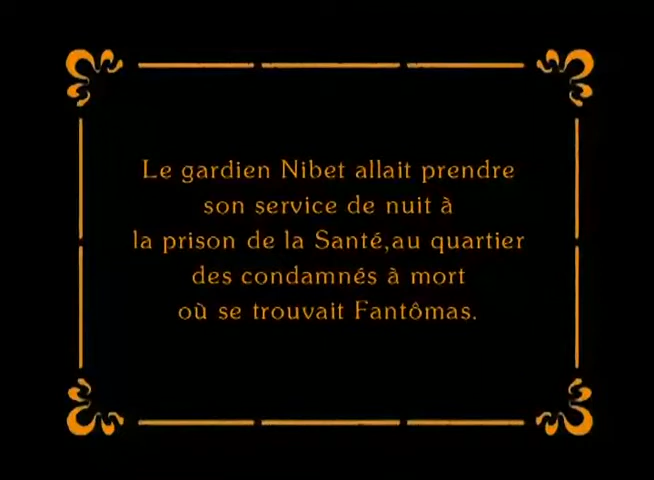 Le gardien Nibet allait prendre
son service de nuit à
la prison de la Santé,au quartier
des condamnés à mort
où se trouvait Fantômas.